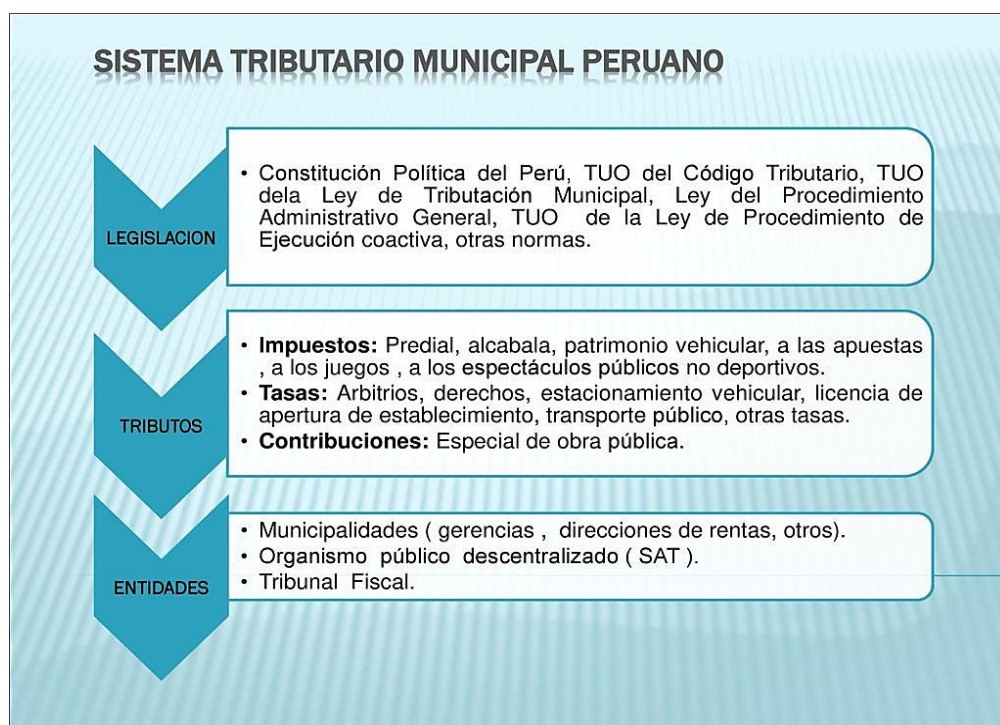 SISTEMA TRIBUTARIO MUNICIPAL PERUANO
LEGISLACION
• Constitución Política del Perú, TUO del Código Tributario, TUO
dela Ley de Tributación Municipal, Ley del Procedimiento
Administrativo General, TUO de la Ley de Procedimiento de
Ejecución coactiva, otras normas.
TRIBUTOS
• Impuestos: Predial, alcabala, patrimonio vehicular, a las apuestas
, a los juegos , a los espectáculos públicos no deportivos.
• Tasas: Arbitrios, derechos, estacionamiento vehicular, licencia de
apertura de establecimiento, transporte público, otras tasas.
• Contribuciones: Especial de obra pública.
ENTIDADES
• Municipalidades ( gerencias , direcciones de rentas, otros).
• Organismo público descentralizado ( SAT ).
• Tribunal Fiscal.